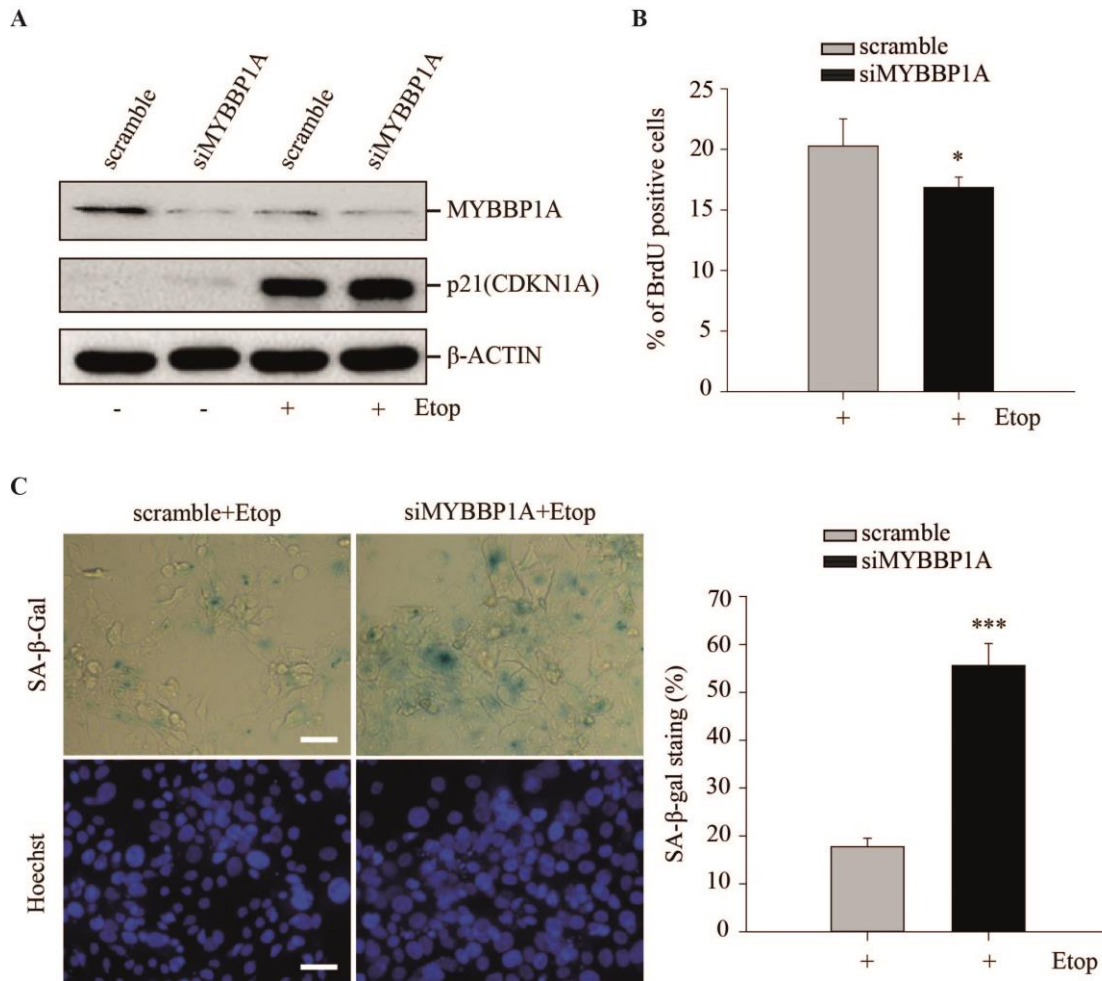 A
scramble
siMYBBP1A
scramble
siMYBBP1A
MYBBP1A
p21(CDKN1A)
β-ACTIN
- - + + Etop
B
scramble
siMYBBP1A
% of BrdU positive cells
25
20
15
10
5
0
*
+ + Etop
C
scramble+Etop siMYBBP1A+Etop
SA-β-Gal
Hoechst
scramble
siMYBBP1A
SA-β-gal staing (%)
70
60
50
40
30
20
10
0
***
+ + Etop